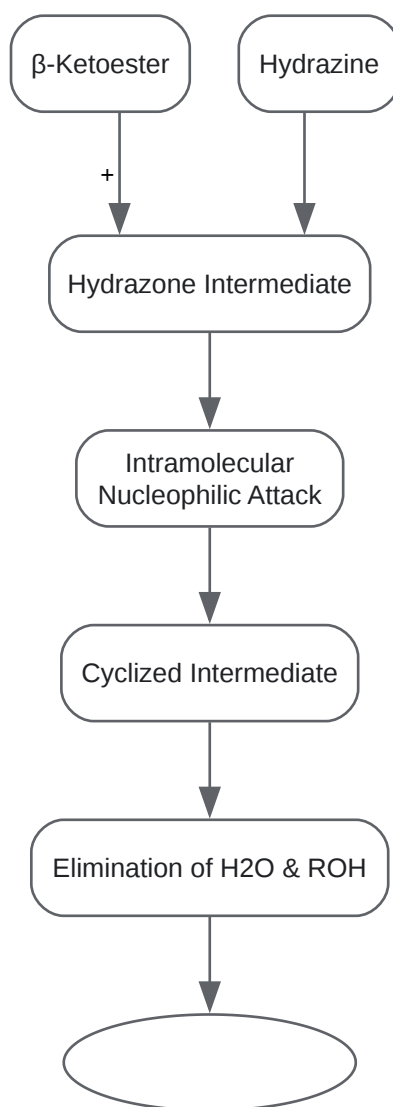 β-Ketoester
Hydrazine
+
Hydrazone Intermediate
Intramolecular
Nucleophilic Attack
Cyclized Intermediate
Elimination of H2O & ROH